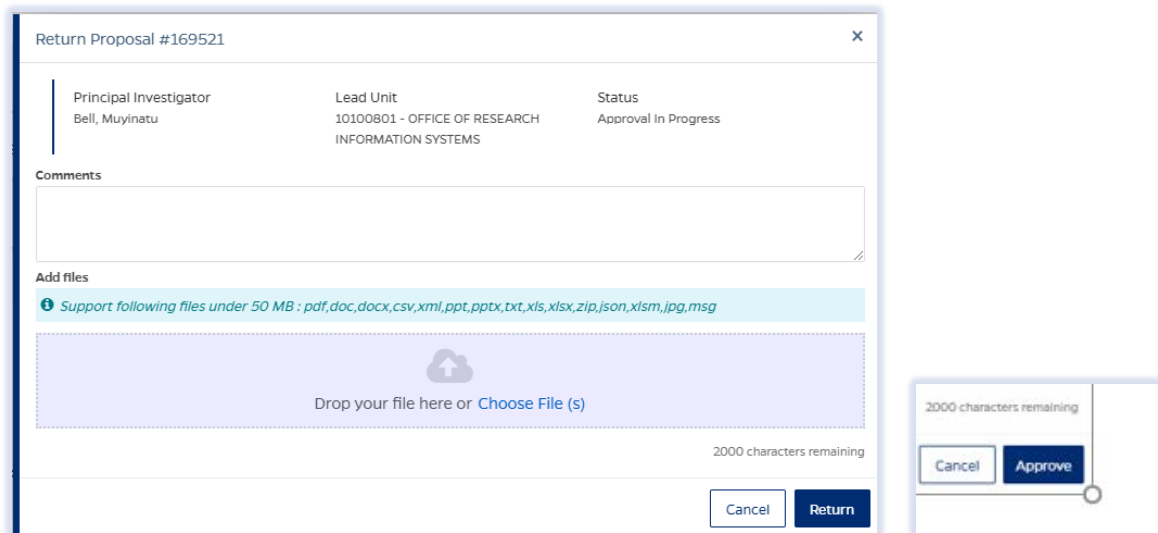 Return Proposal #169521
×
Principal Investigator
Bell, Muyinatu
Lead Unit
10100801 - OFFICE OF RESEARCH
INFORMATION SYSTEMS
Status
Approval In Progress
Comments
Add files
Support following files under 50 MB : pdf,doc,docx,csv,xml,ppt,pptx,txt,xls,xlsx,zip,json,xlsm,jpg,msg
Drop your file here or Choose File (s)
2000 characters remaining
Cancel
Return
2000 characters remaining
Cancel
Approve